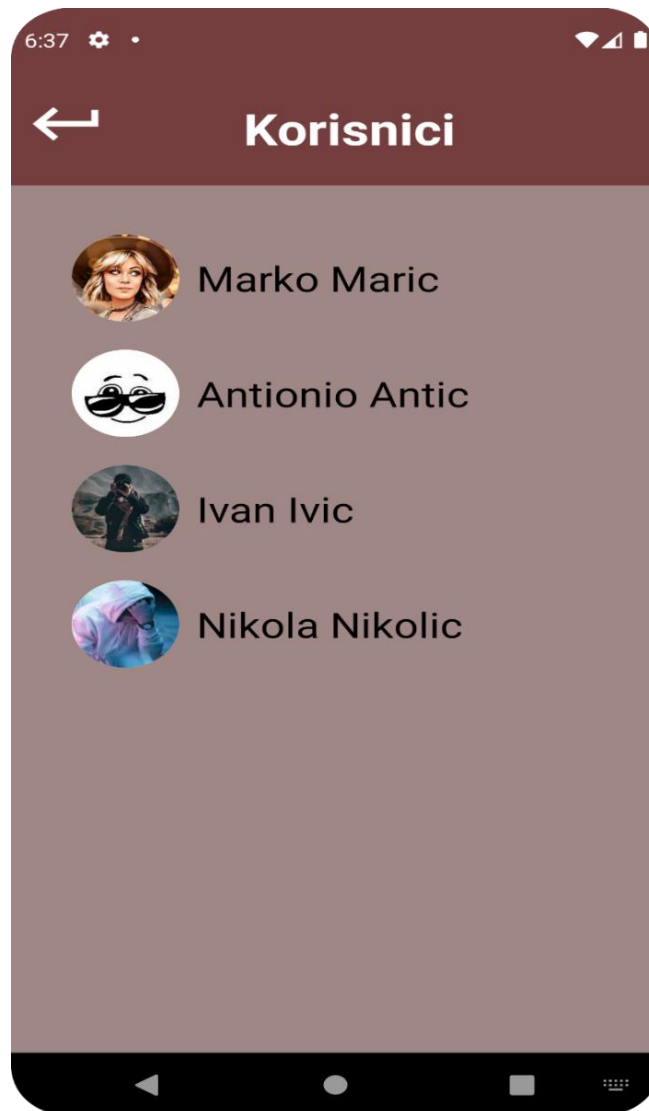 6:37
Korisnici
Marko Maric
Antionio Antic
Ivan Ivic
Nikola Nikolic